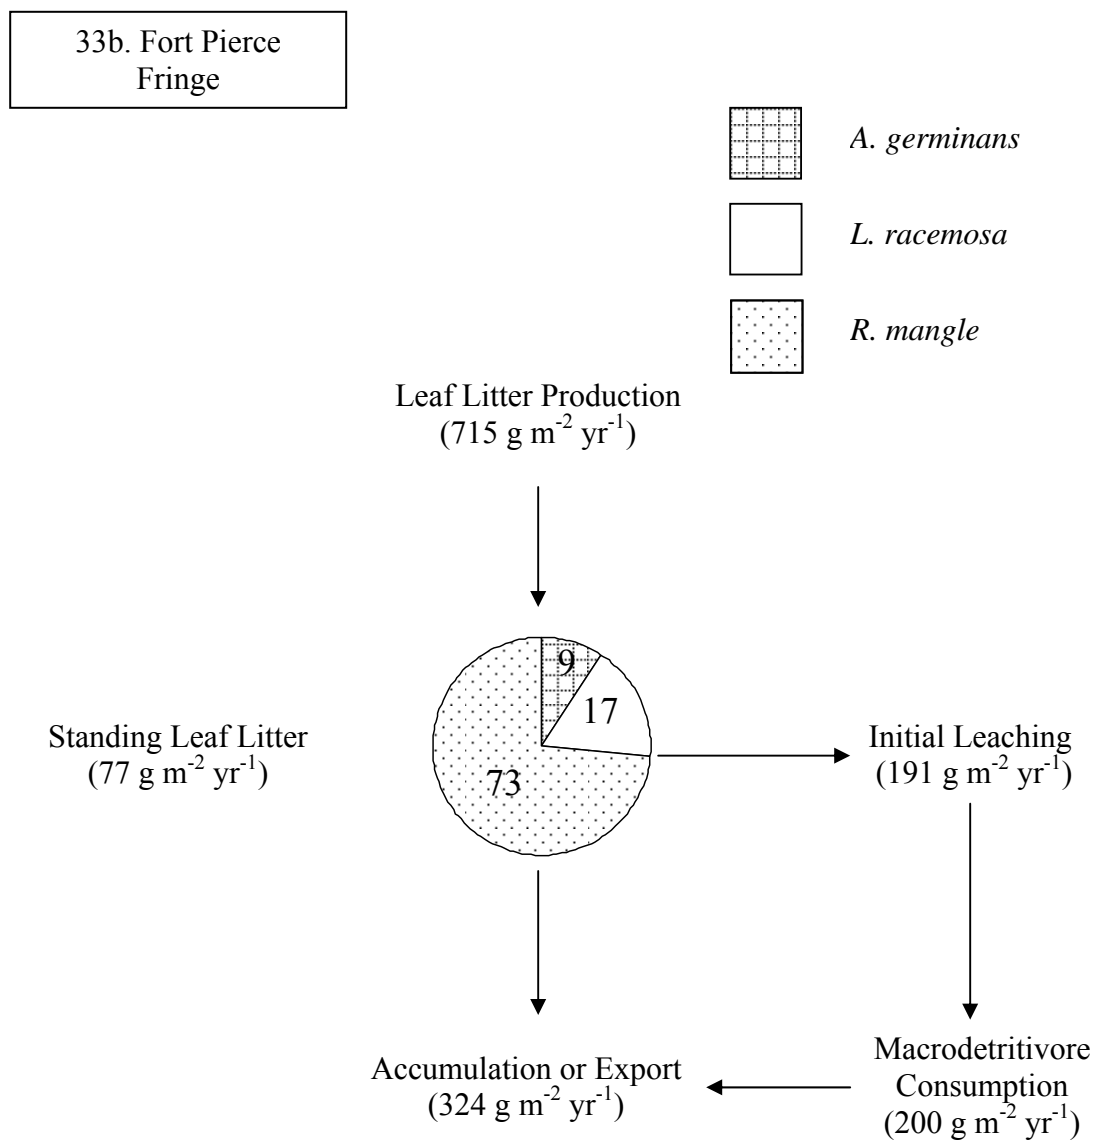 33b. Fort Pierce
Fringe
A. germinans
L. racemosa
R. mangle
Leaf Litter Production
(715 g m⁻² yr⁻¹)
9
17
73
Standing Leaf Litter
(77 g m⁻² yr⁻¹)
Initial Leaching
(191 g m⁻² yr⁻¹)
Accumulation or Export
(324 g m⁻² yr⁻¹)
Macrodetritivore
Consumption
(200 g m⁻² yr⁻¹)